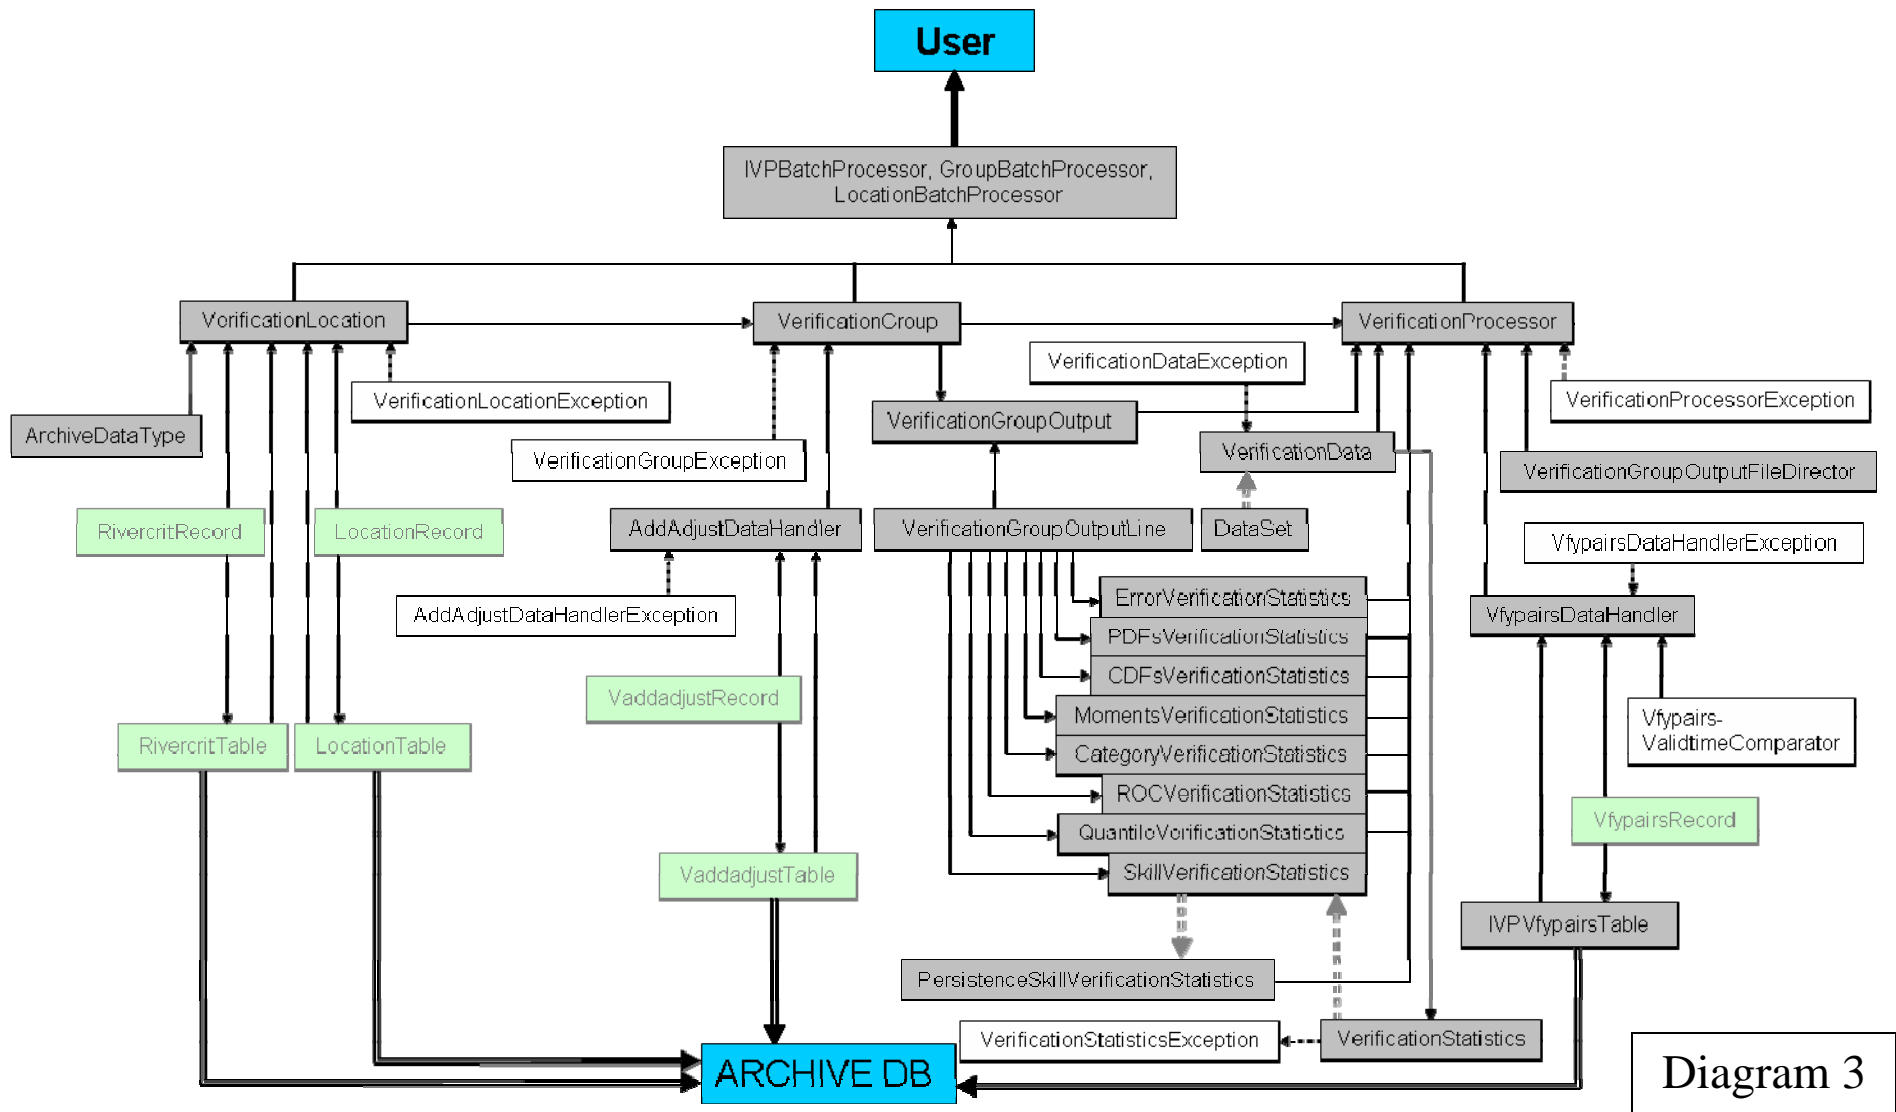 User
IVPBatchProcessor, GroupBatchProcessor,
LocationBatchProcessor
VerificationLocation
VerificationGroup
VerificationProcessor
VerificationDataException
VerificationLocationException
VerificationProcessorException
ArchiveDataType
VerificationGroupOutput
VerificationGroupException
VerificationData
VerificationGroupOutputFileDirector
RivercritRecord
LocationRecord
AddAdjustDataHandler
VerificationGroupOutputLine
DataSet
VfypairsDataHandlerException
AddAdjustDataHandlerException
ErrorVerificationStatistics
VfypairsDataHandler
PDFsVerificationStatistics
CDFsVerificationStatistics
VaddadjustRecord
MomentsVerificationStatistics
Vfypairs-
ValidtimeComparator
RivercritTable
LocationTable
CategoryVerificationStatistics
ROCVerificationStatistics
VfypairsRecord
QuantileVerificationStatistics
VaddadjustTable
SkillVerificationStatistics
IVPVfypairsTable
PersistenceSkillVerificationStatistics
VerificationStatisticsException
VerificationStatistics
ARCHIVE DB
Diagram 3